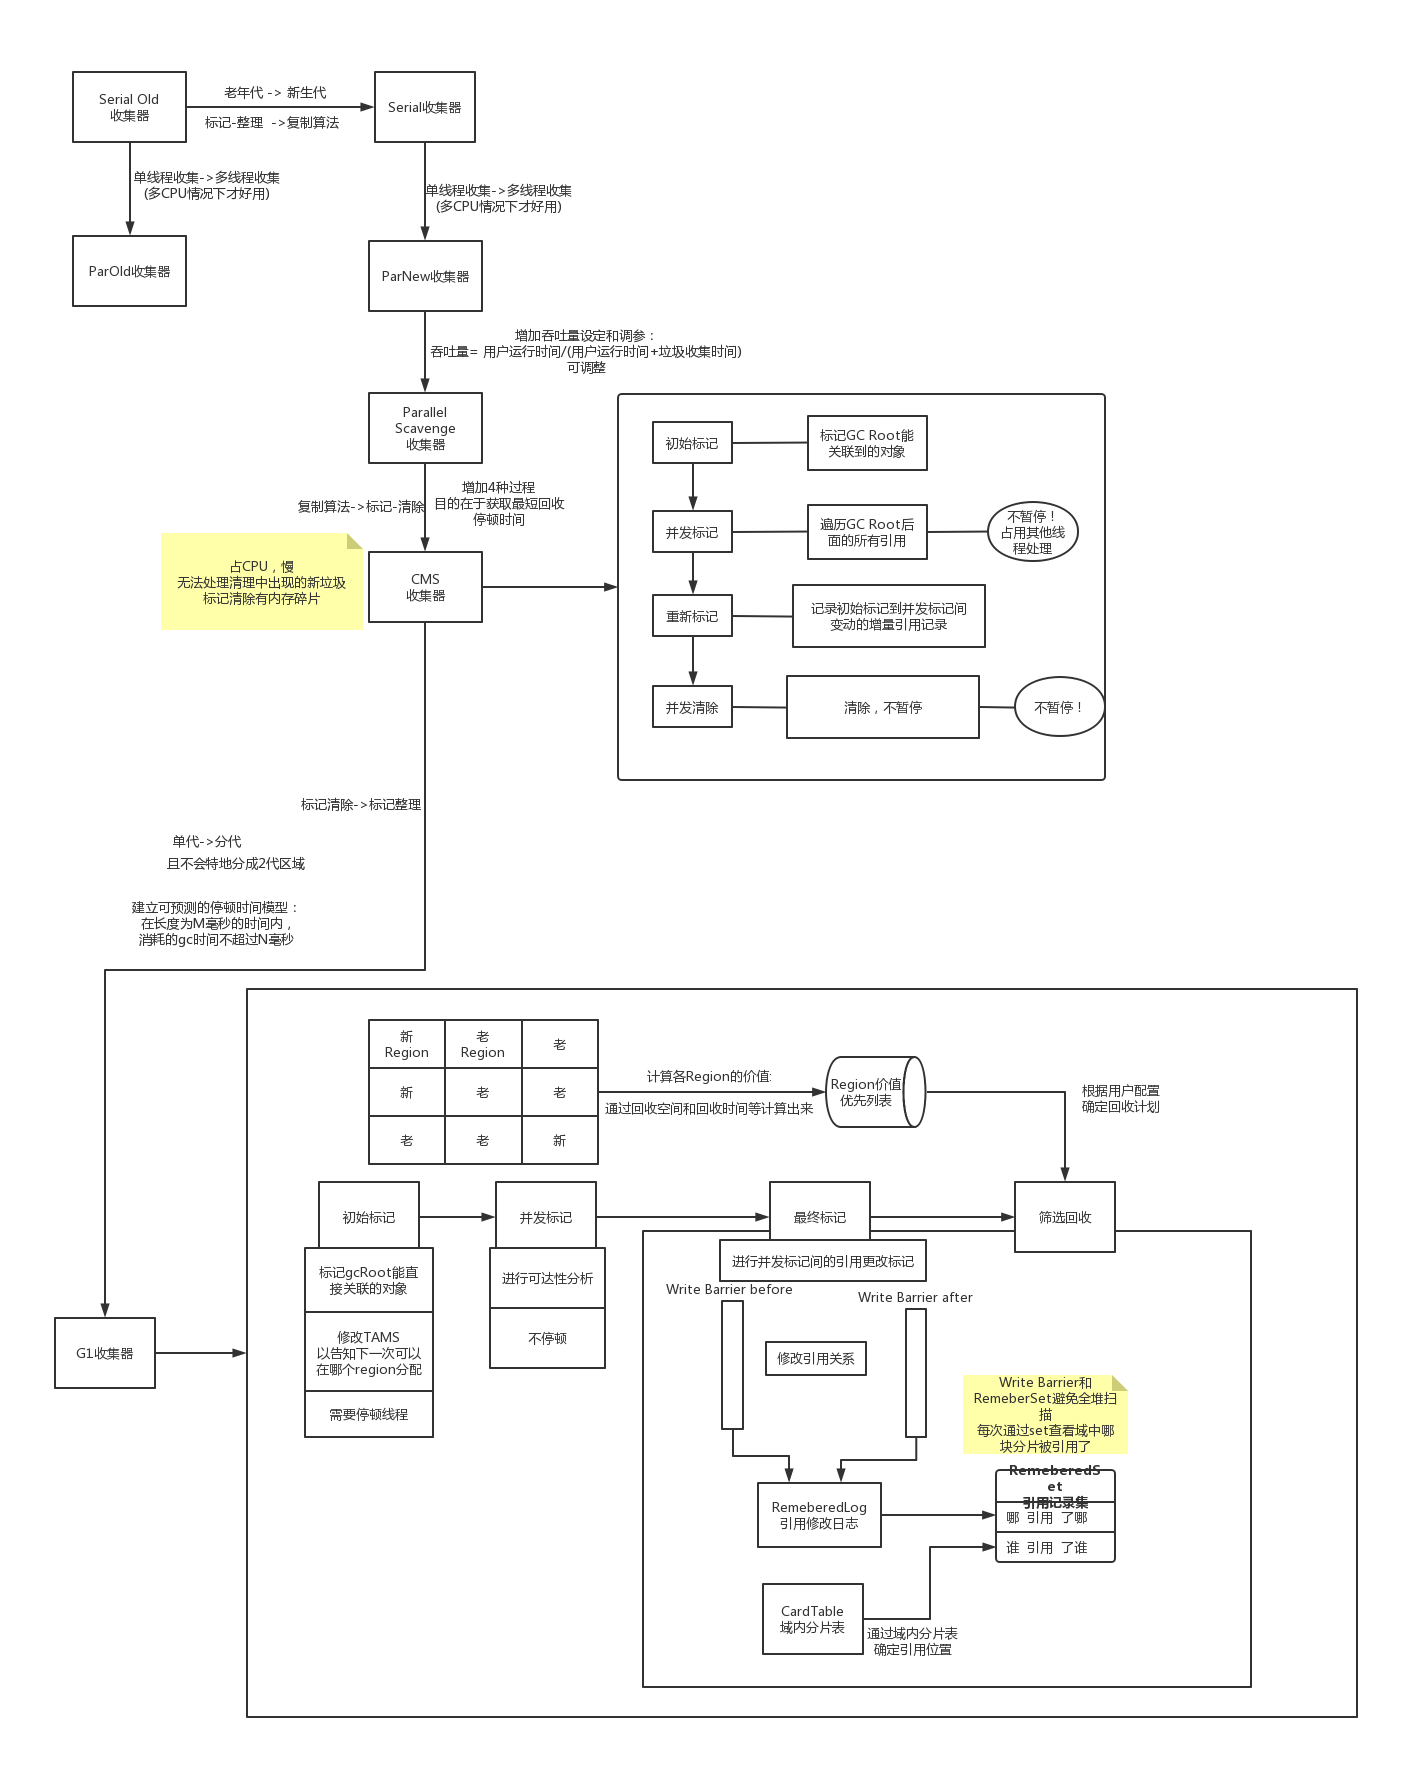 Serial Old
收集器
老年代 -> 新生代
标记-整理 ->复制算法
Serial收集器
单线程收集->多线程收集
(多CPU情况下才好用)
单线程收集->多线程收集
(多CPU情况下才好用)
ParOld收集器
ParNew收集器
增加吞吐量设定和调参：
吞吐量= 用户运行时间/(用户运行时间+垃圾收集时间)
可调整
Parallel
Scavenge
收集器
复制算法->标记-清除
增加4种过程
目的在于获取最短回收
停顿时间
占CPU，慢
无法处理清理中出现的新垃圾
标记清除有内存碎片
CMS
收集器
初始标记
标记GC Root能
关联到的对象
并发标记
遍历GC Root后
面的所有引用
不暂停！
占用其他线
程处理
重新标记
记录初始标记到并发标记间
变动的增量引用记录
并发清除
清除，不暂停
不暂停！
标记清除->标记整理
单代->分代
且不会特地分成2代区域
建立可预测的停顿时间模型：
在长度为M毫秒的时间内，
消耗的gc时间不超过N毫秒
G1收集器
新
Region
老
Region
老
新
老
老
老
老
新
计算各Region的价值:
通过回收空间和回收时间等计算出来
Region价值
优先列表
根据用户配置
确定回收计划
初始标记
并发标记
最终标记
筛选回收
标记gcRoot能直
接关联的对象
修改TAMS
以告知下一次可以
在哪个region分配
需要停顿线程
进行可达性分析
不停顿
进行并发标记间的引用更改标记
Write Barrier before
Write Barrier after
修改引用关系
Write Barrier和
RemeberSet避免全堆扫
描
每次通过set查看域中哪
块分片被引用了
RemeberedLog
引用修改日志
RemeberedS
et
引用记录集
哪 引用 了哪
谁 引用 了谁
CardTable
域内分片表
通过域内分片表
确定引用位置